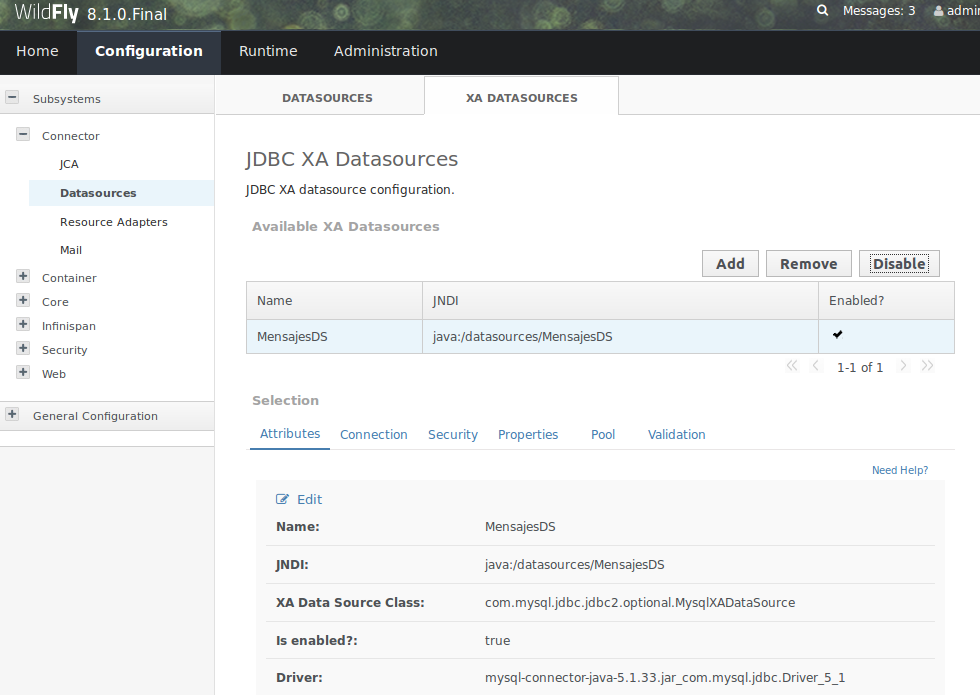 WildFly 8.1.0.Final
Messages: 3
Home Configuration Runtime Administration
Subsystems
Connector
JCA
Datasources
Resource Adapters
Mail
Container
Core
Infinispan
Security
Web
General Configuration
DATASOURCES XA DATASOURCES
JDBC XA Datasources
JDBC XA datasource configuration.
Available XA Datasources
Add Remove Disable
Name JNDI Enabled?
MensajesDS java:/datasources/MensajesDS
1-1 of 1
Selection
Attributes Connection Security Properties Pool Validation
Need Help?
Edit
Name: MensajesDS
JNDI: java:/datasources/MensajesDS
XA Data Source Class: com.mysql.jdbc.jdbc2.optional.MysqlXADataSource
Is enabled?: true
Driver: mysql-connector-java-5.1.33.jar_com.mysql.jdbc.Driver_5_1